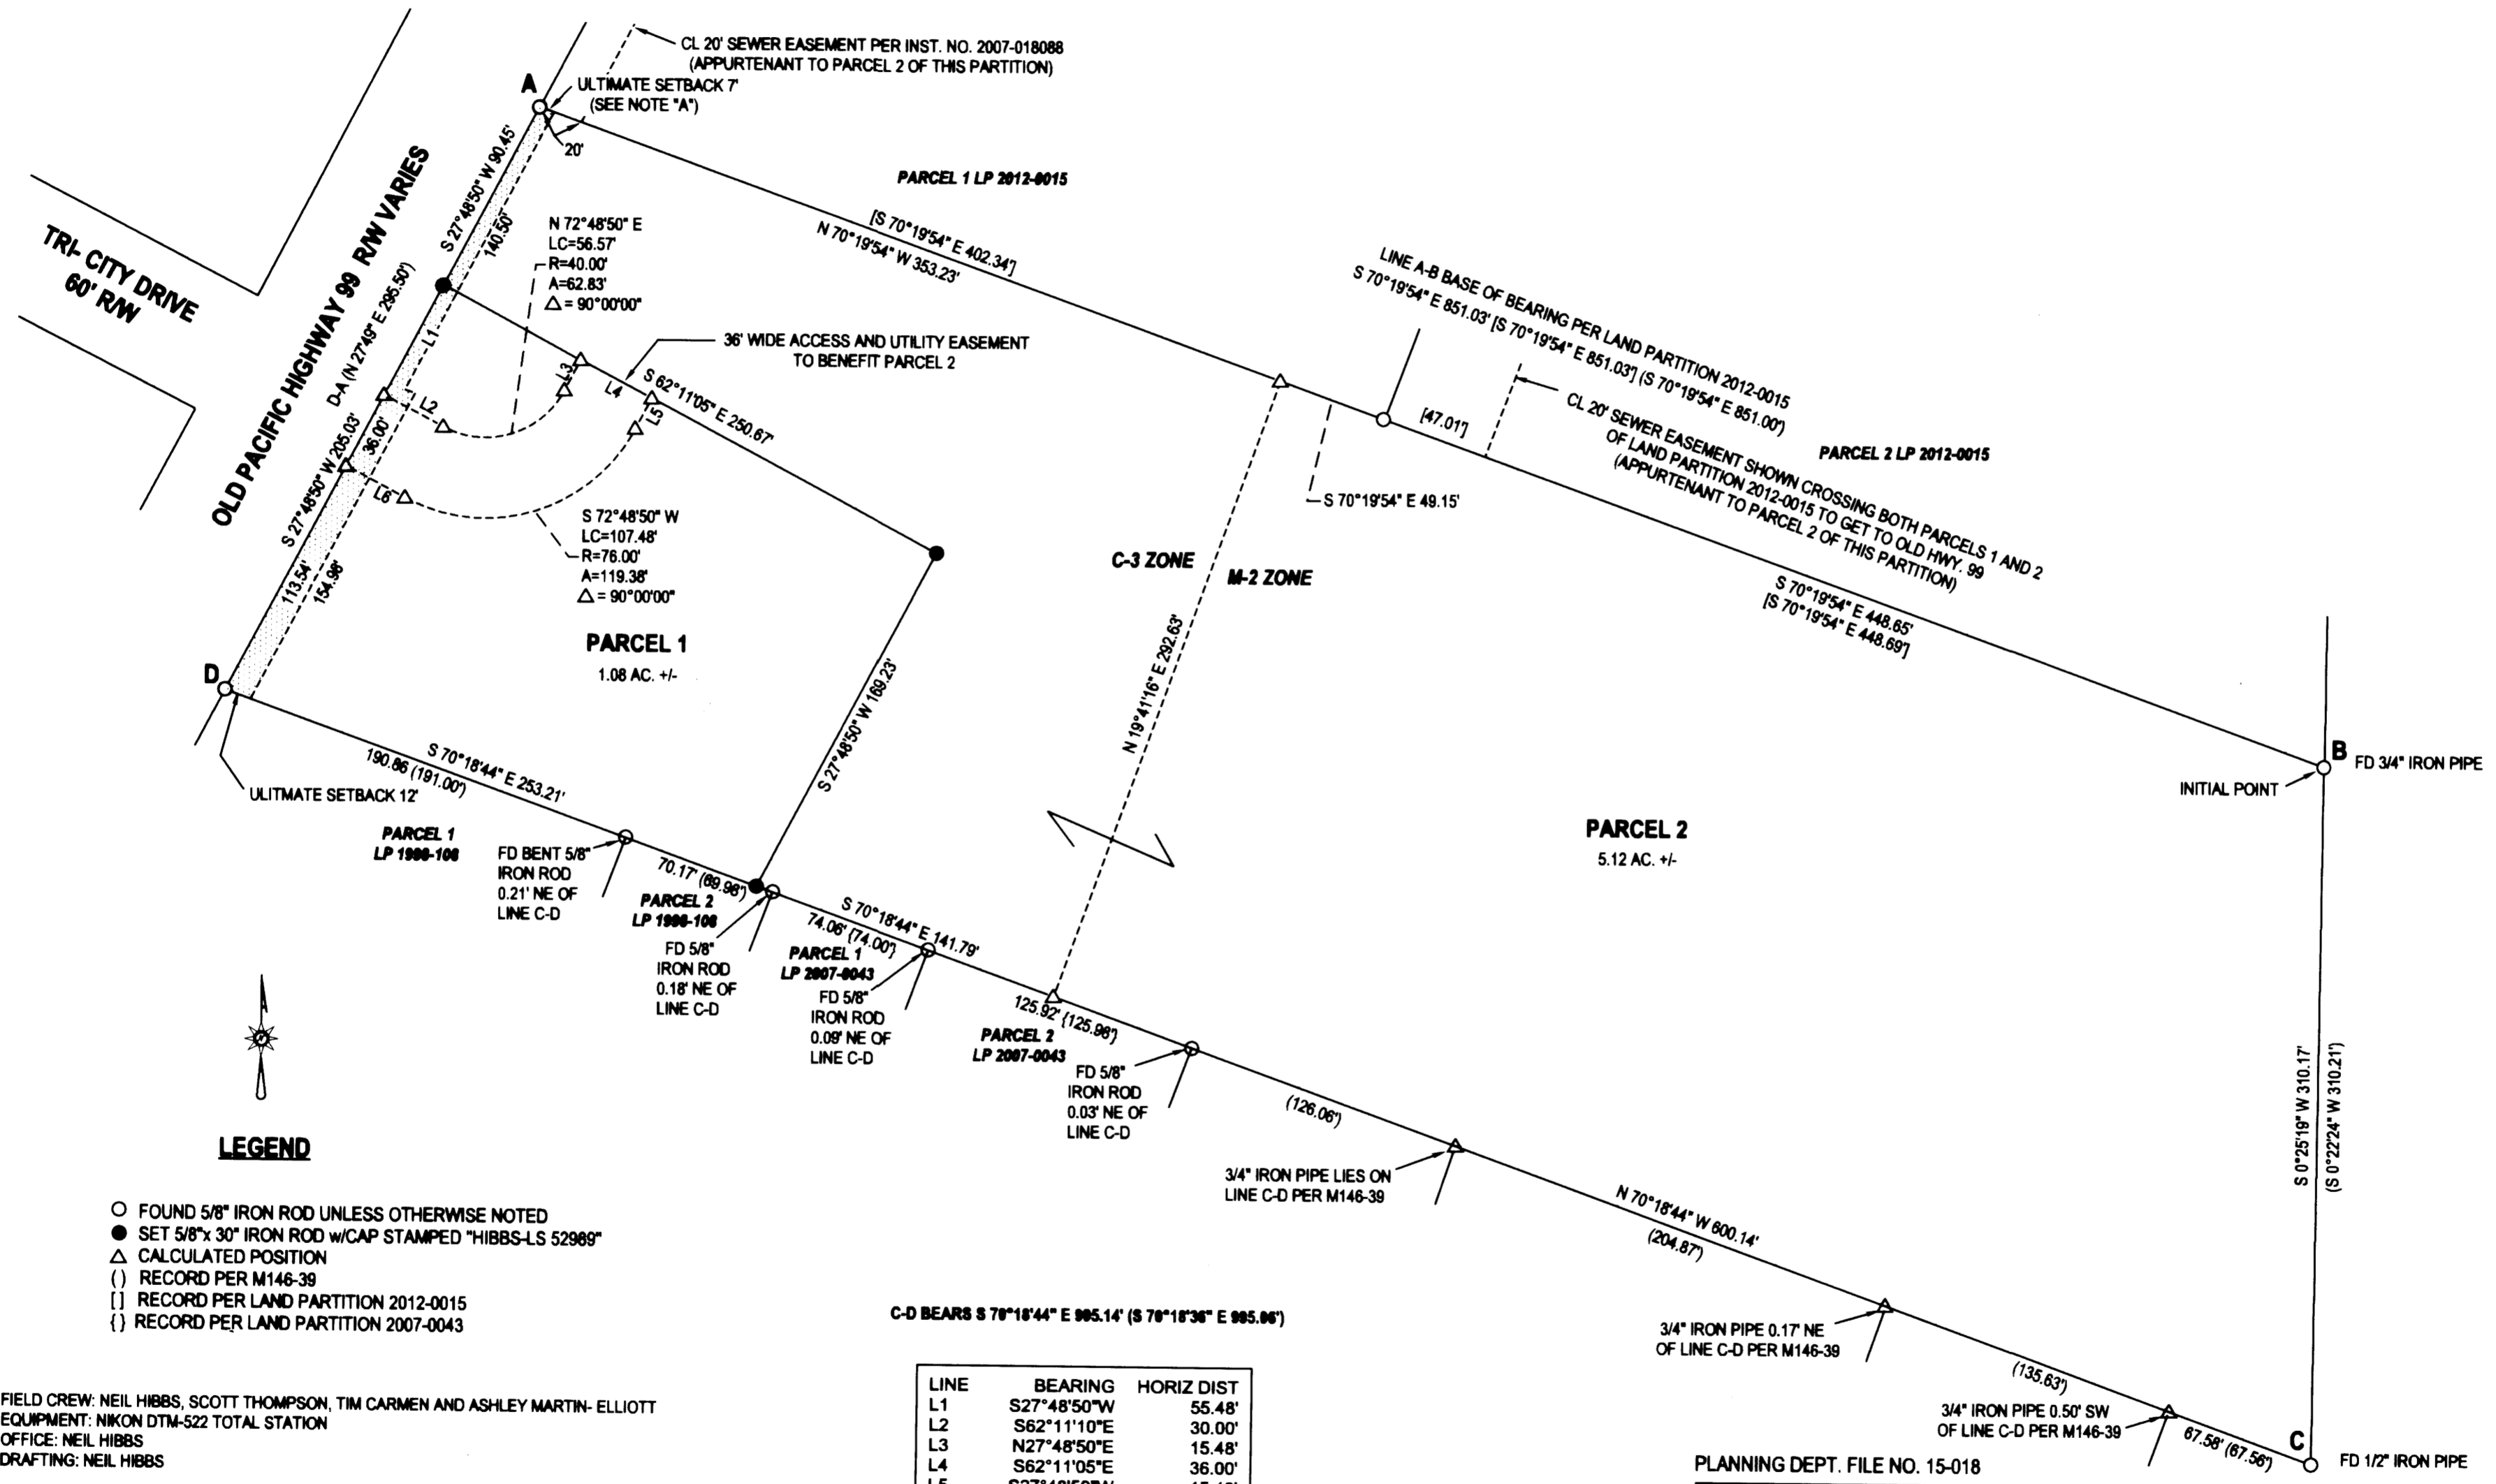 CL 20' SEWER EASEMENT PER INST. NO. 2007-018088
(APPURTENANT TO PARCEL 2 OF THIS PARTITION)
A
ULTIMATE SETBACK 7'
(SEE NOTE "A")
20'
S 27°48'50" W 90.45'
140.50'
PARCEL 1 LP 2012-0015
TRI- CITY DRIVE
60' R/W
OLD PACIFIC HIGHWAY 99 R/W VARIES
D-A (N 27°49" E 295.50')
N 72°48'50" E
LC=56.57'
R=40.00'
A=62.83'
△ = 90°00'00"
[S 70°19'54" E 402.34']
N 70°19'54" W 353.23'
LINE A-B BASE OF BEARING PER LAND PARTITION 2012-0015
S 70°19'54" E 851.03' [S 70°19'54" E 851.03'] (S 70°19'54" E 851.00')
36' WIDE ACCESS AND UTILITY EASEMENT
TO BENEFIT PARCEL 2
L1
L2
L3
L4
L5
L6
S 62°11'05" E 250.67'
S 27°48'50" W 205.03'
36.00'
113.54'
154.98'
[47.01']
CL 20' SEWER EASEMENT SHOWN CROSSING BOTH PARCELS 1 AND 2
OF LAND PARTITION 2012-0015 TO GET TO OLD HWY. 99
(APPURTENANT TO PARCEL 2 OF THIS PARTITION)
PARCEL 2 LP 2012-0015
S 70°19'54" E 49.15'
S 72°48'50" W
LC=107.48'
R=76.00'
A=119.38'
△ = 90°00'00"
C-3 ZONE
M-2 ZONE
S 70°19'54" E 448.65'
[S 70°19'54" E 448.69']
PARCEL 1
1.08 AC. +/-
D
S 27°48'50" W 169.23'
N 19°41'16" E 292.63'
B
FD 3/4" IRON PIPE
INITIAL POINT
S 70°18'44" E 253.21'
190.86 (191.00')
ULITMATE SETBACK 12'
PARCEL 1
LP 1998-108
FD BENT 5/8"
IRON ROD
0.21' NE OF
LINE C-D
70.17' (69.98')
PARCEL 2
LP 1998-108
FD 5/8"
IRON ROD
0.18' NE OF
LINE C-D
S 70°18'44" E 141.79'
74.06' {74.00'}
PARCEL 1
LP 2007-0043
FD 5/8"
IRON ROD
0.09' NE OF
LINE C-D
125.92' {125.98'}
PARCEL 2
LP 2007-0043
FD 5/8"
IRON ROD
0.03' NE OF
LINE C-D
PARCEL 2
5.12 AC. +/-
(126.06')
3/4" IRON PIPE LIES ON
LINE C-D PER M146-39
N 70°18'44" W 600.14'
(204.87')
3/4" IRON PIPE 0.17' NE
OF LINE C-D PER M146-39
(135.63')
3/4" IRON PIPE 0.50' SW
OF LINE C-D PER M146-39
67.58' (67.56')
S 0°25'19" W 310.17'
(S 0°22'24" W 310.21')
C
FD 1/2" IRON PIPE
LEGEND
○ FOUND 5/8" IRON ROD UNLESS OTHERWISE NOTED
● SET 5/8"x 30" IRON ROD w/CAP STAMPED "HIBBS-LS 52989"
△ CALCULATED POSITION
( ) RECORD PER M146-39
[ ] RECORD PER LAND PARTITION 2012-0015
{ } RECORD PER LAND PARTITION 2007-0043
C-D BEARS S 70°18'44" E 995.14' (S 70°18'36" E 995.06')
FIELD CREW: NEIL HIBBS, SCOTT THOMPSON, TIM CARMEN AND ASHLEY MARTIN- ELLIOTT
EQUIPMENT: NIKON DTM-522 TOTAL STATION
OFFICE: NEIL HIBBS
DRAFTING: NEIL HIBBS
LINE BEARING HORIZ DIST
L1 S27°48'50"W 55.48'
L2 S62°11'10"E 30.00'
L3 N27°48'50"E 15.48'
L4 S62°11'05"E 36.00'
PLANNING DEPT. FILE NO. 15-018